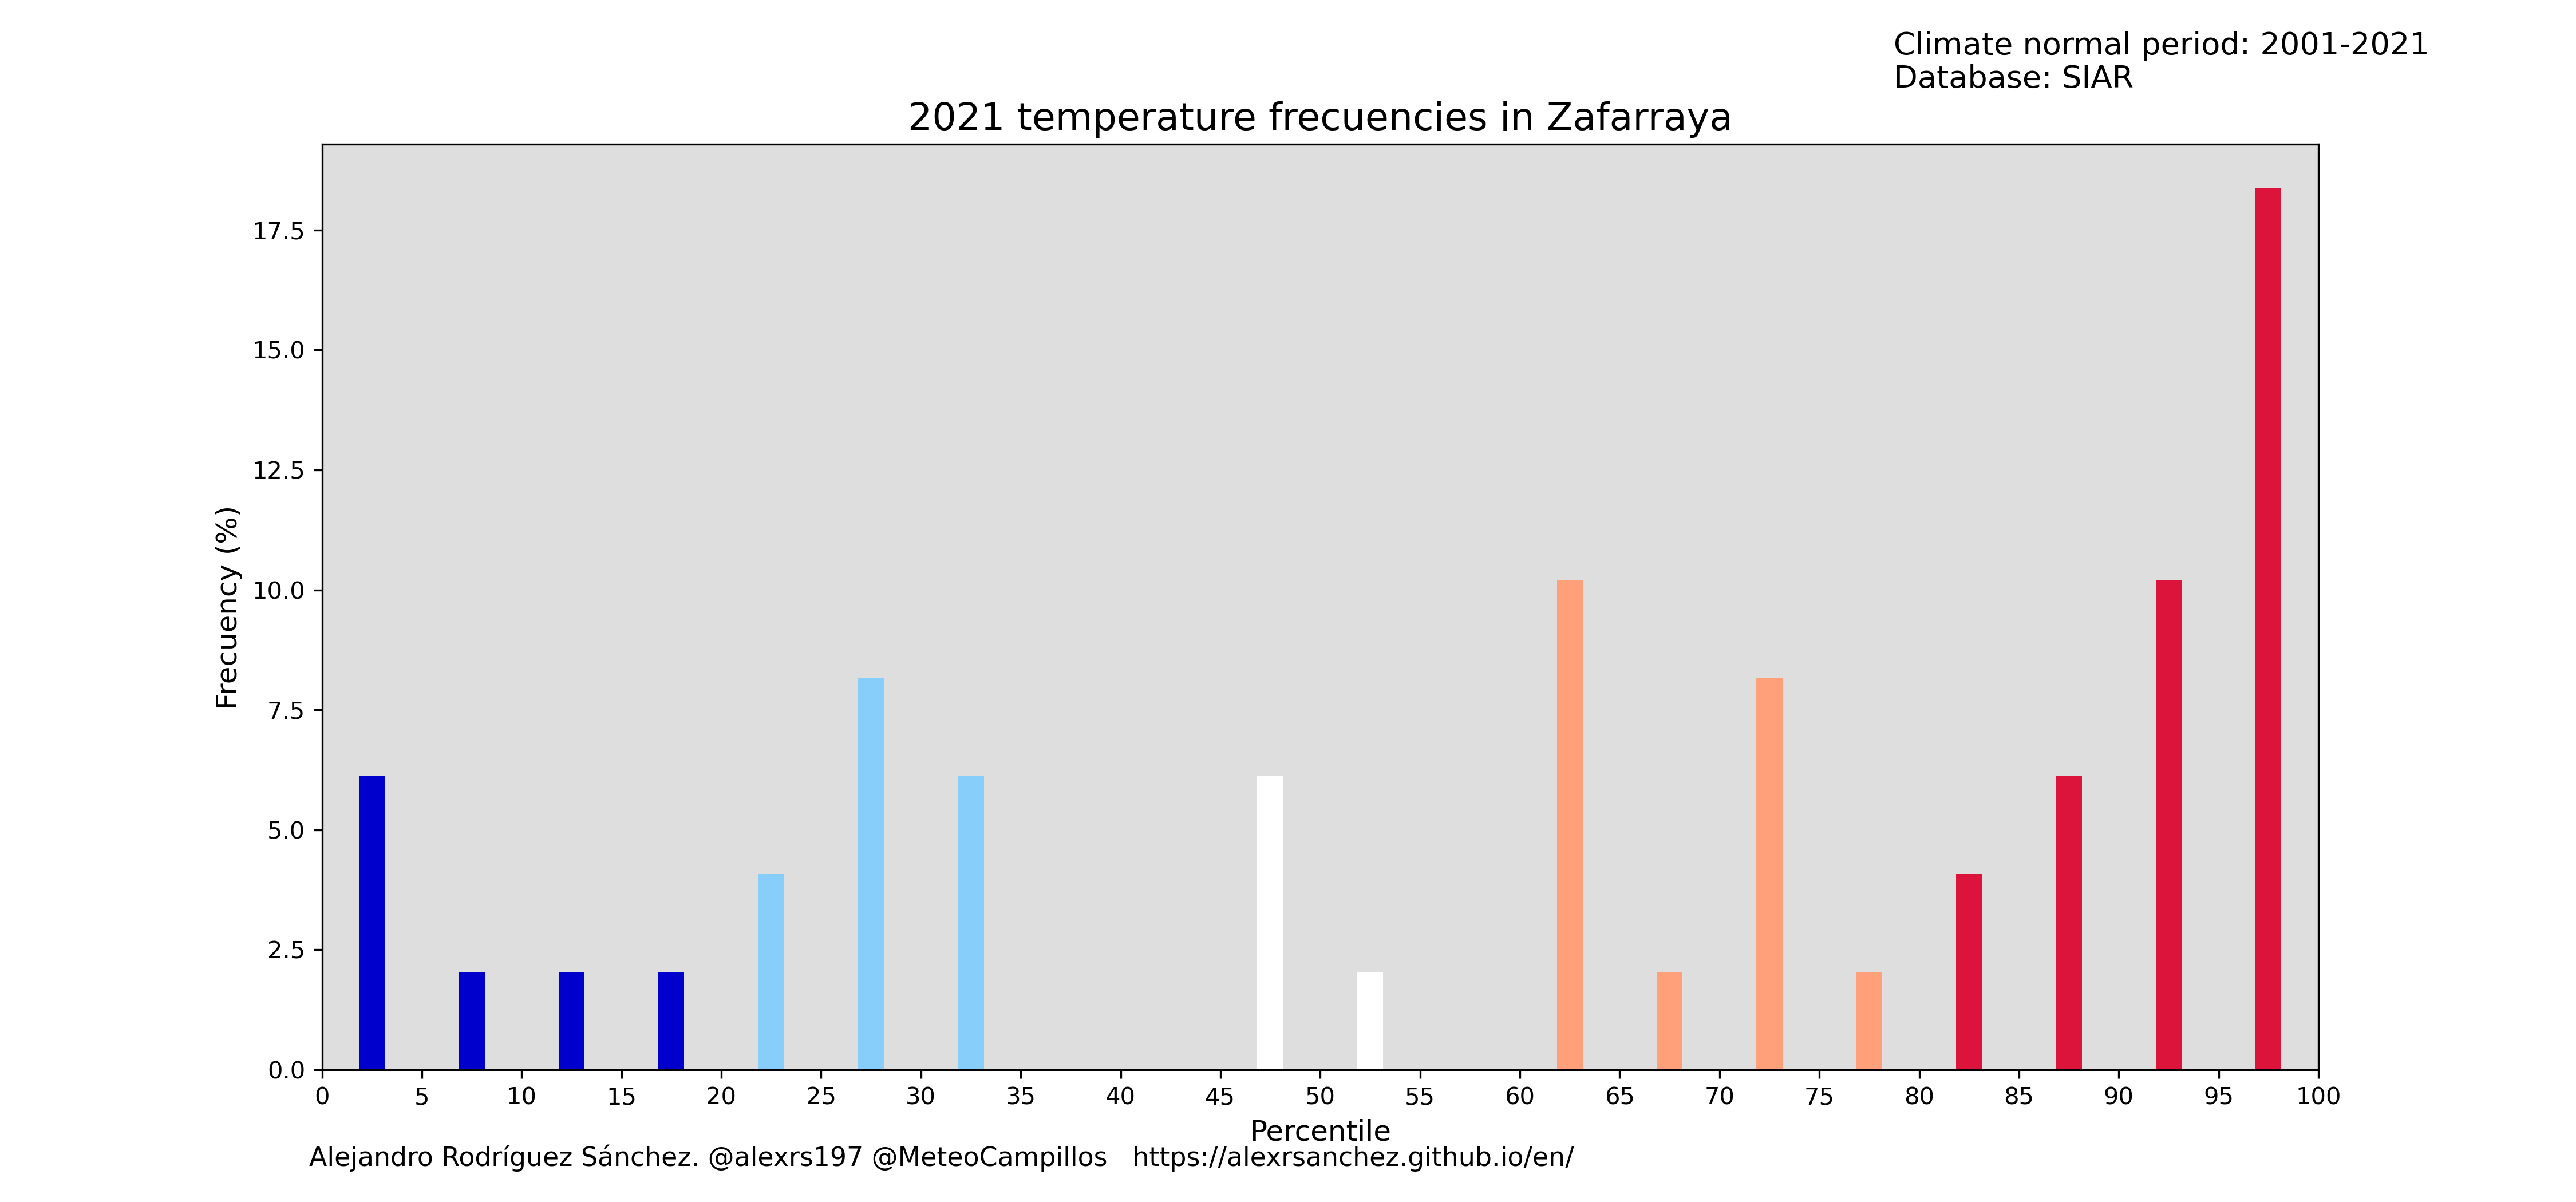 Climate normal period: 2001-2021
Database: SIAR
2021 temperature frecuencies in Zafarraya
Frecuency (%)
17.5
15.0
12.5
10.0
7.5
5.0
2.5
0.0
0 5 10 15 20 25 30 35 40 45 50 55 60 65 70 75 80 85 90 95 100
Percentile
Alejandro Rodríguez Sánchez. @alexrs197 @MeteoCampillos https://alexrsanchez.github.io/en/